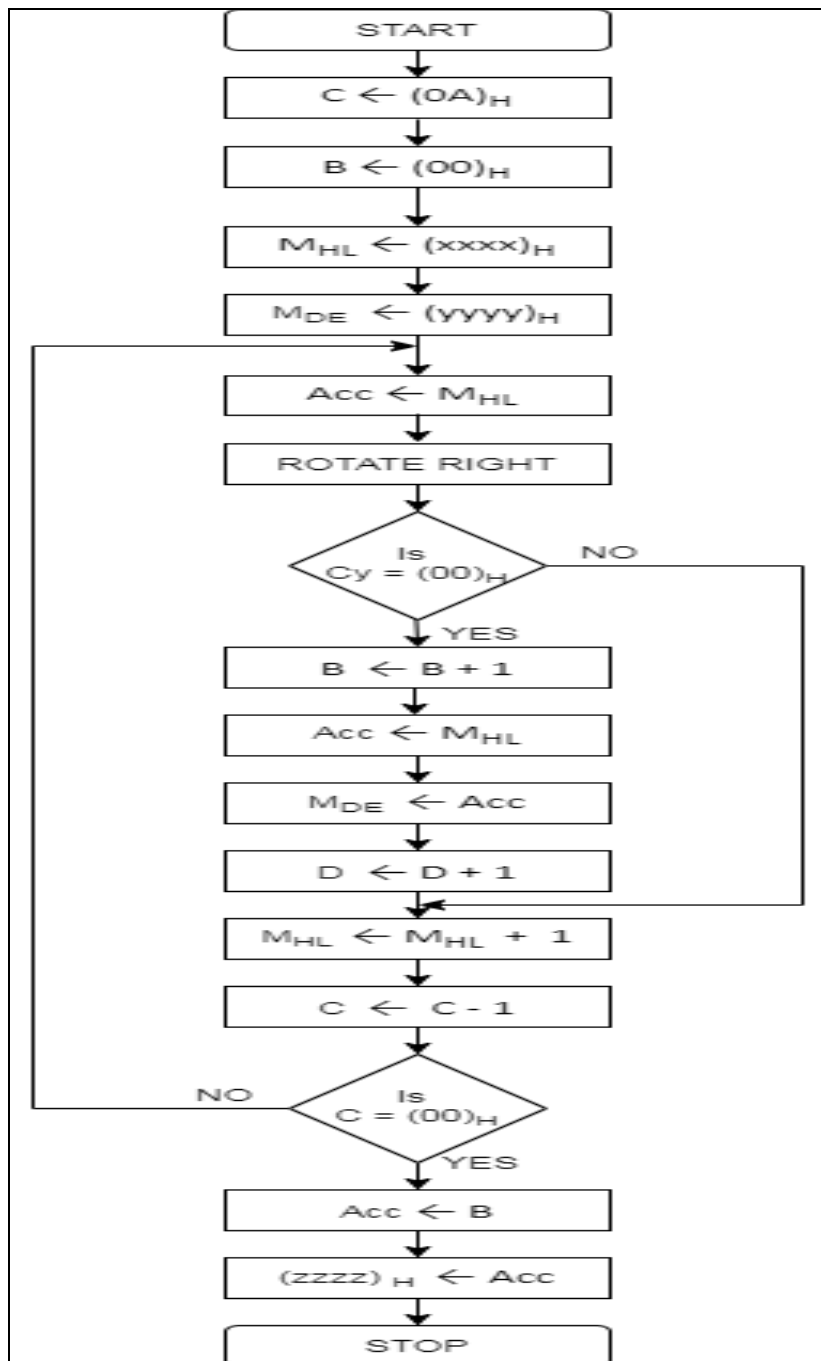 START
C ← (0A)H
B ← (00)H
MHL ← (xxxx)H
MDE ← (yyyy)H
Acc ← MHL
ROTATE RIGHT
Is
Cy = (00)H
NO
YES
B ← B + 1
Acc ← MHL
MDE ← Acc
D ← D + 1
MHL ← MHL + 1
C ← C - 1
NO
Is
C = (00)H
YES
Acc ← B
(zzzz) H ← Acc
STOP